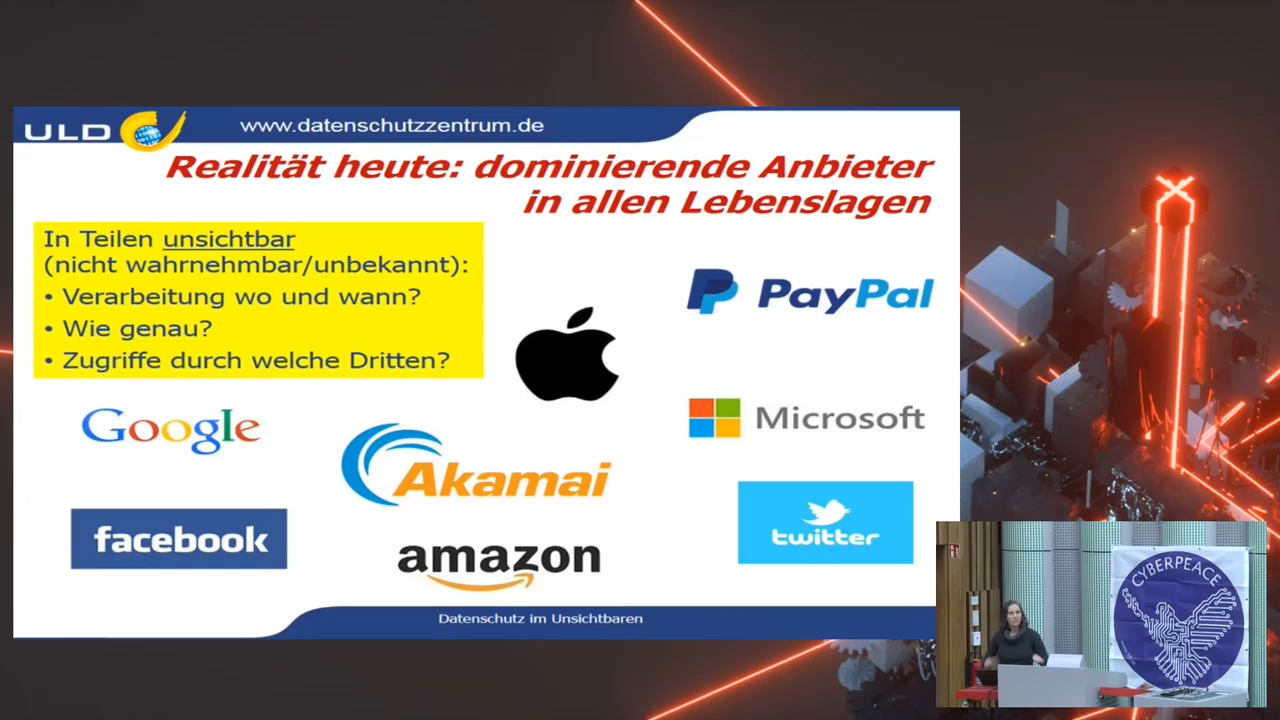 ULD
www.datenschutzzentrum.de
Realität heute: dominierende Anbieter
in allen Lebenslagen
In Teilen unsichtbar
(nicht wahrnehmbar/unbekannt):
• Verarbeitung wo und wann?
• Wie genau?
• Zugriffe durch welche Dritten?
PayPal
Google
Microsoft
Akamai
facebook
twitter
amazon
Datenschutz im Unsichtbaren
CYBERPEACE